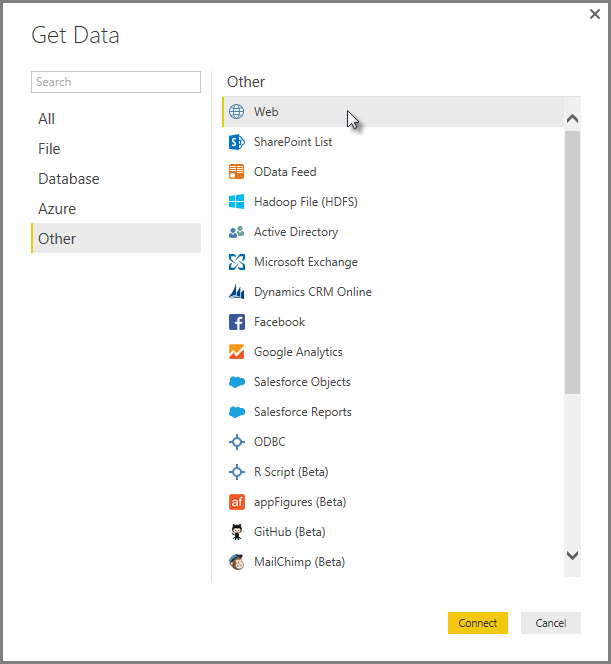 Get Data
Search
All
File
Database
Azure
Other
Other
Web
SharePoint List
OData Feed
Hadoop File (HDFS)
Active Directory
Microsoft Exchange
Dynamics CRM Online
Facebook
Google Analytics
Salesforce Objects
Salesforce Reports
ODBC
R Script (Beta)
af
appFigures (Beta)
GitHub (Beta)
MailChimp (Beta)
Connect
Cancel